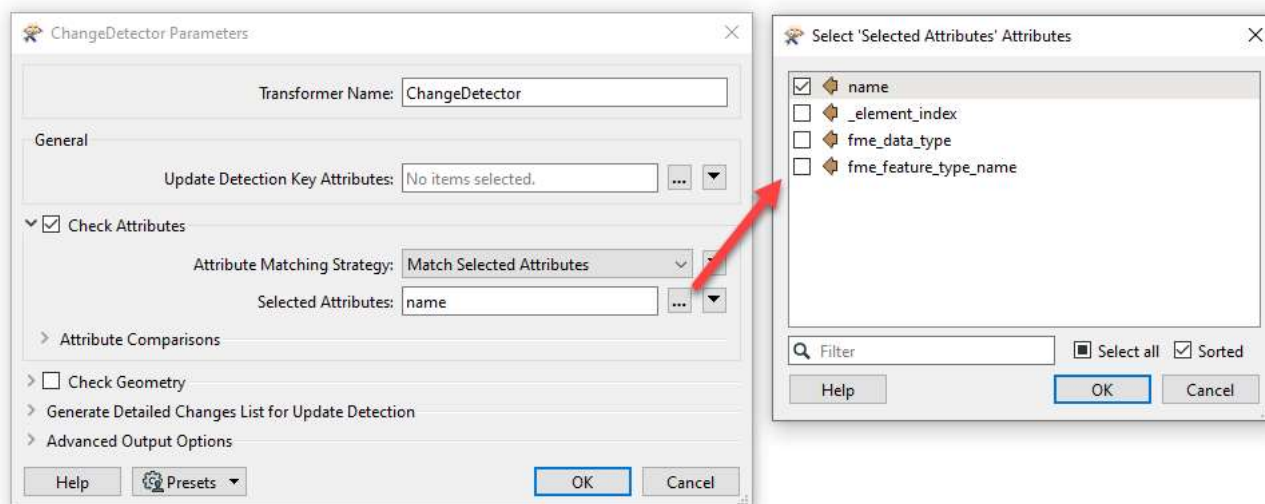 ChangeDetector Parameters
Transformer Name: ChangeDetector
General
Update Detection Key Attributes: No items selected. ...
Check Attributes
Attribute Matching Strategy: Match Selected Attributes
Selected Attributes: name ...
Attribute Comparisons
Check Geometry
Generate Detailed Changes List for Update Detection
Advanced Output Options
Help Presets OK Cancel
Select 'Selected Attributes' Attributes
name
_element_index
fme_data_type
fme_feature_type_name
Filter Select all Sorted
Help OK Cancel